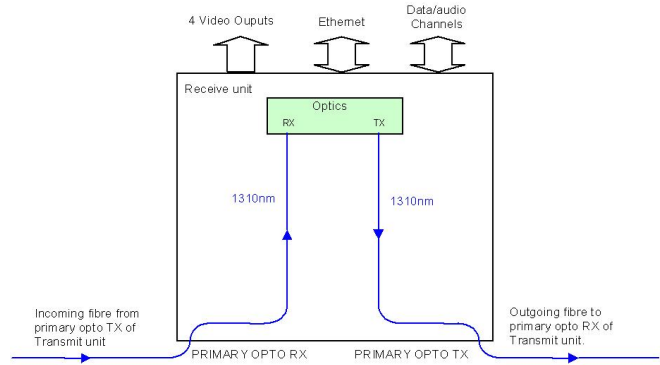 4 Video Ouputs
Ethernet
Data/audio
Channels
Receive unit
Optics
RX
TX
1310nm
1310nm
Incoming fibre from
primary opto TX of
Transmit unit
Outgoing fibre to
primary opto RX of
Transmit unit.
PRIMARY OPTO RX
PRIMARY OPTO TX